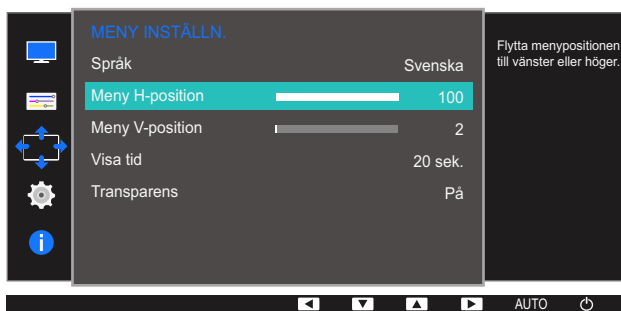 MENY INSTÄLLN.
Språk Svenska
Meny H-position 100
Meny V-position 2
Visa tid 20 sek.
Transparens På
Flytta menypositionen
till vänster eller höger.
AUTO